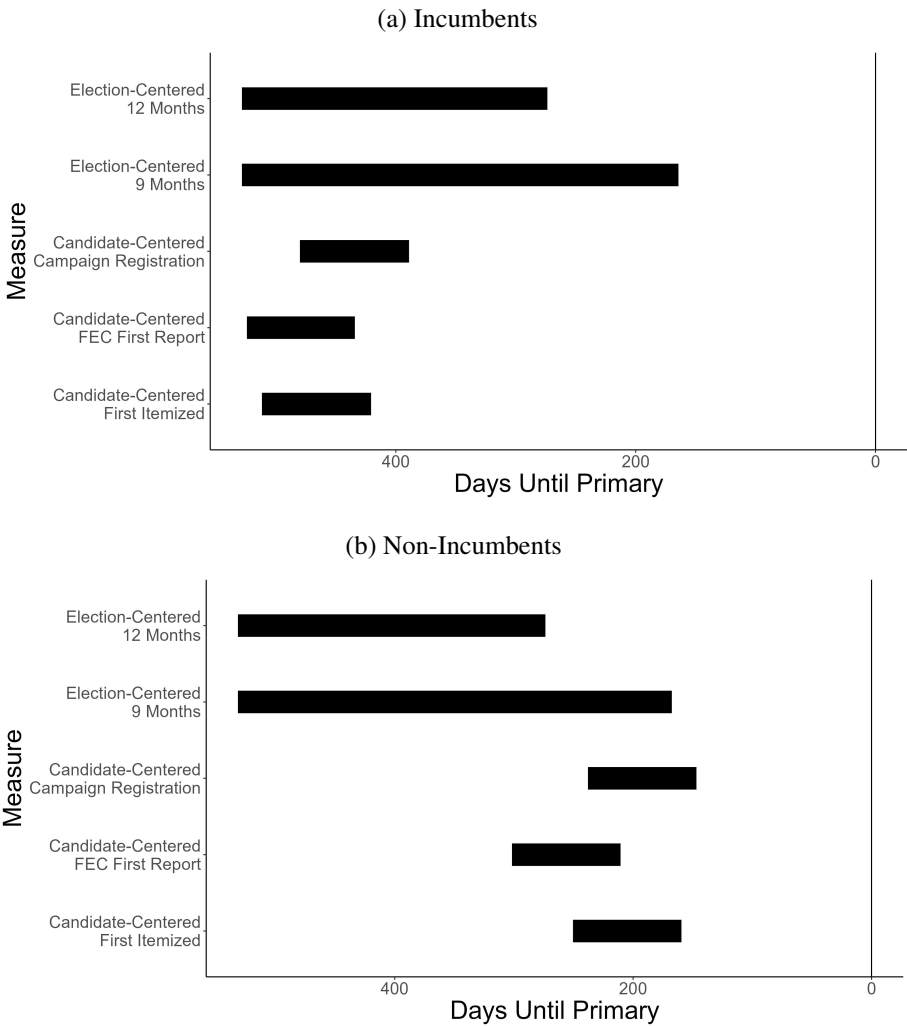 (a) Incumbents
Election-Centered
12 Months
Election-Centered
9 Months
Candidate-Centered
Campaign Registration
Candidate-Centered
FEC First Report
Candidate-Centered
First Itemized
Measure
400
200
0
Days Until Primary
(b) Non-Incumbents
Election-Centered
12 Months
Election-Centered
9 Months
Candidate-Centered
Campaign Registration
Candidate-Centered
FEC First Report
Candidate-Centered
First Itemized
Measure
400
200
0
Days Until Primary